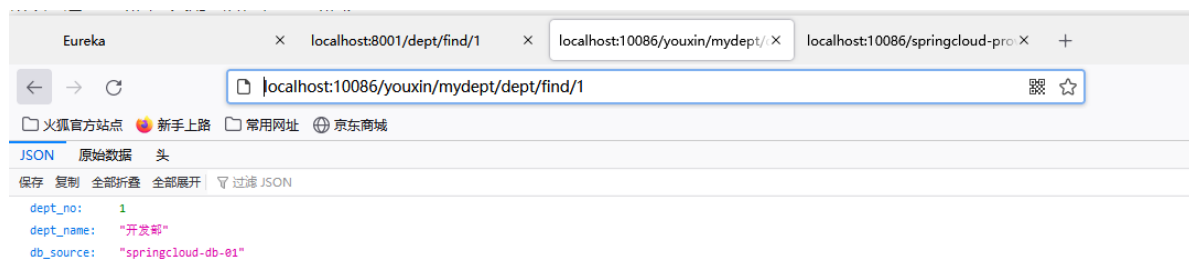 Eureka × localhost:8001/dept/find/1 × localhost:10086/youxin/mydept/ × localhost:10086/springcloud-pro × +
localhost:10086/youxin/mydept/dept/find/1
火狐官方站点 新手上路 常用网址 京东商城
JSON 原始数据 头
保存 复制 全部折叠 全部展开 过滤 JSON
dept_no: 1
dept_name: "开发部"
db_source: "springcloud-db-01"